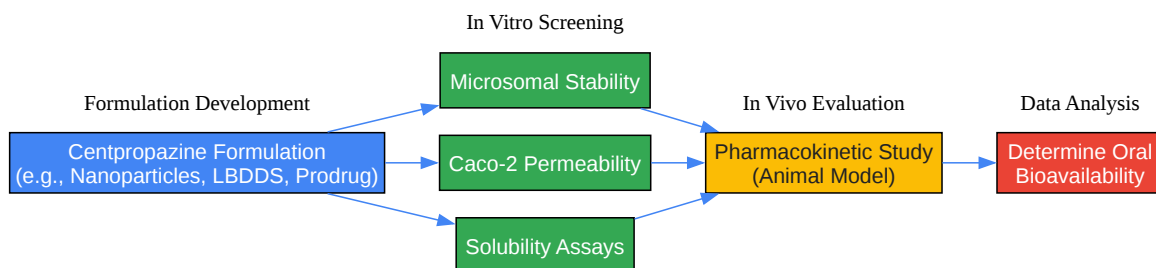 In Vitro Screening
Microsomal Stability
Formulation Development
In Vivo Evaluation
Data Analysis
Centpropazine Formulation
(e.g., Nanoparticles, LBDDS, Prodrug)
Caco-2 Permeability
Pharmacokinetic Study
(Animal Model)
Determine Oral
Bioavailability
Solubility Assays